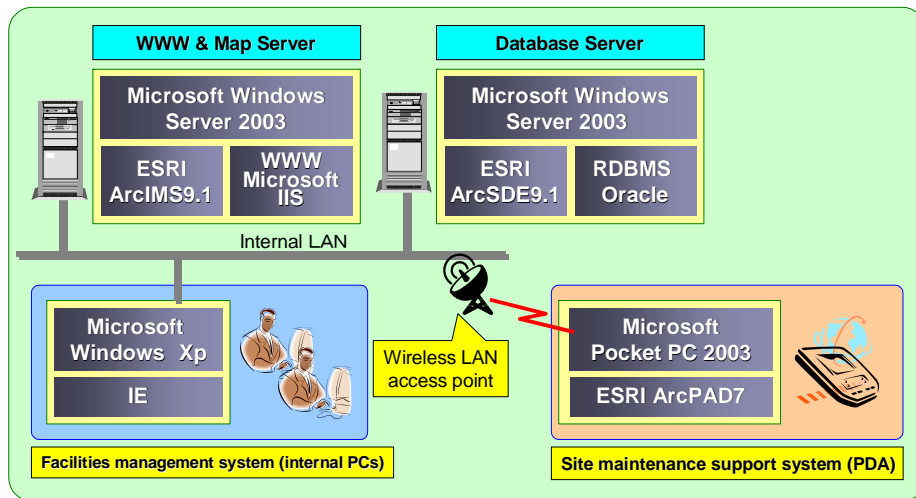 WWW & Map Server
Database Server
Microsoft Windows
Server 2003
ESRI
ArcIMS9.1
WWW
Microsoft
IIS
Microsoft Windows
Server 2003
ESRI
ArcSDE9.1
RDBMS
Oracle
Internal LAN
Microsoft
Windows Xp
IE
Wireless LAN
access point
Microsoft
Pocket PC 2003
ESRI ArcPAD7
Facilities management system (internal PCs)
Site maintenance support system (PDA)